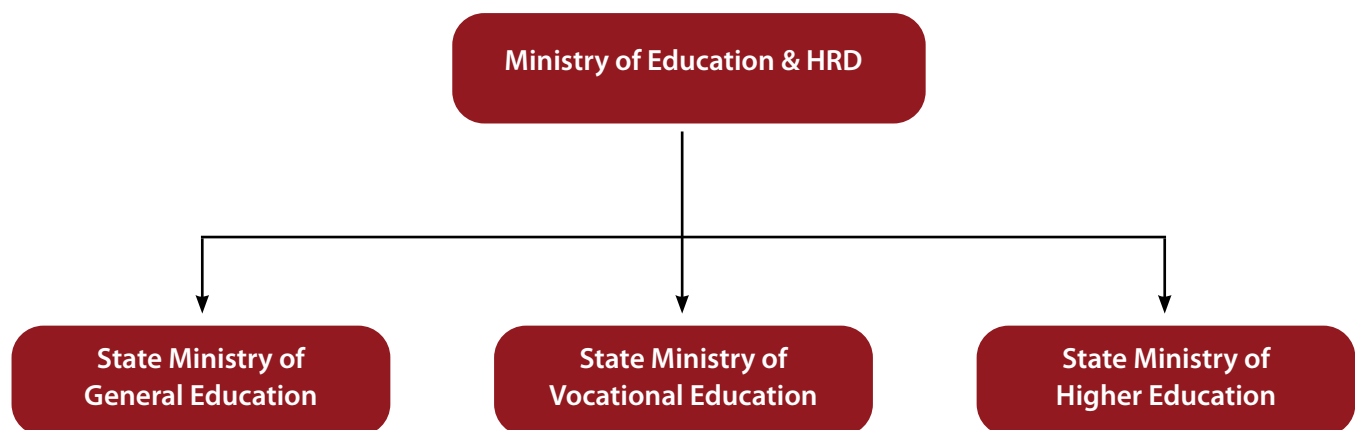 Ministry of Education & HRD
State Ministry of
General Education
State Ministry of
Vocational Education
State Ministry of
Higher Education